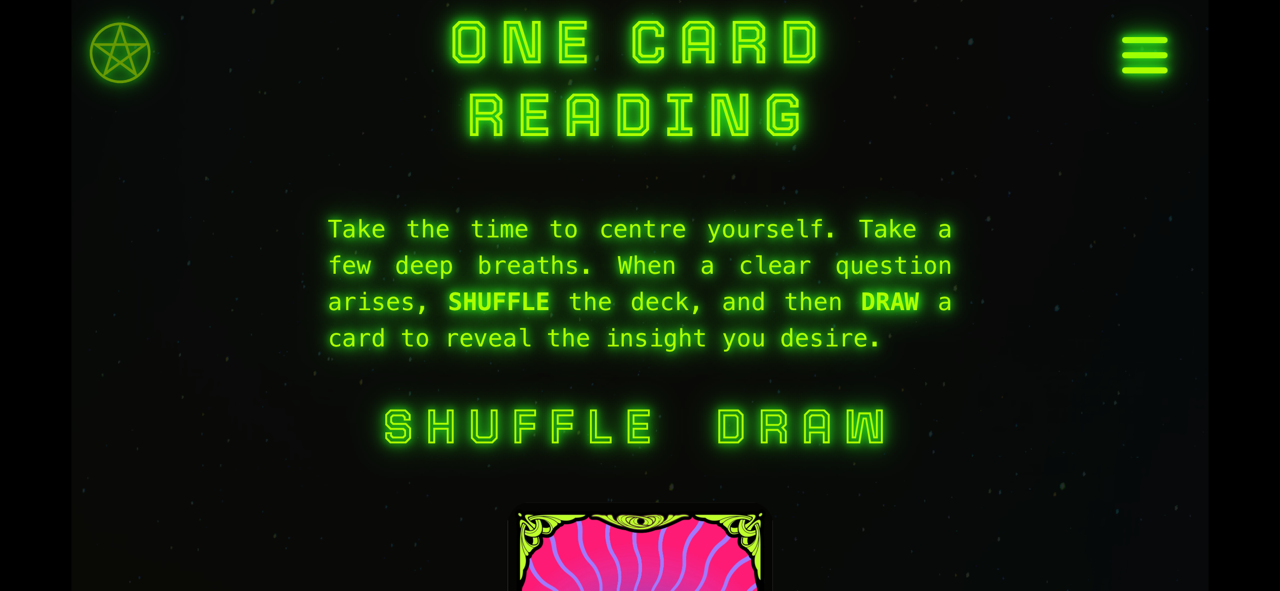 ONE CARD
READING
Take the time to centre yourself. Take a
few deep breaths. When a clear question
arises, SHUFFLE the deck, and then DRAW a
card to reveal the insight you desire.
SHUFFLE DRAW